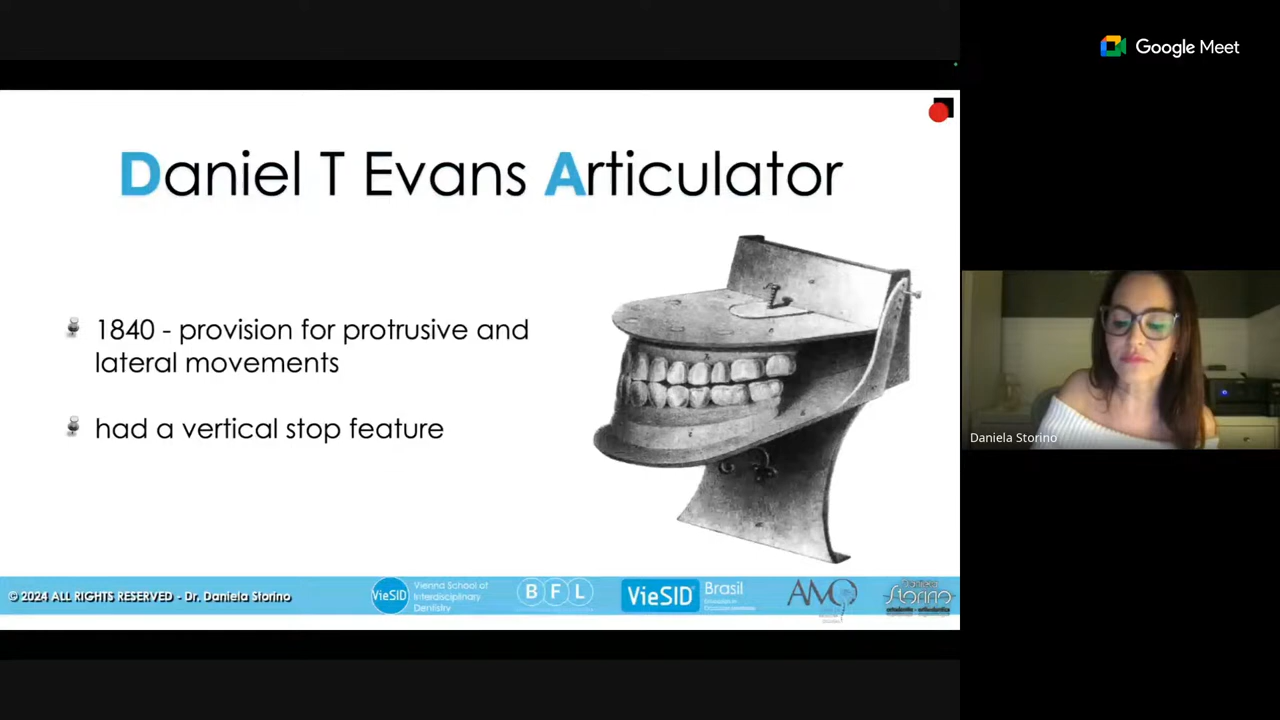 Google Meet
Daniel T Evans Articulator
1840 - provision for protrusive and
lateral movements
had a vertical stop feature
Daniela Storino
© 2024 ALL RIGHTS RESERVED - Dr. Daniela Storino
VieSID
Vienna School of
Interdisciplinary
Dentistry
B F L
VieSID
Brasil
AMO
Storino